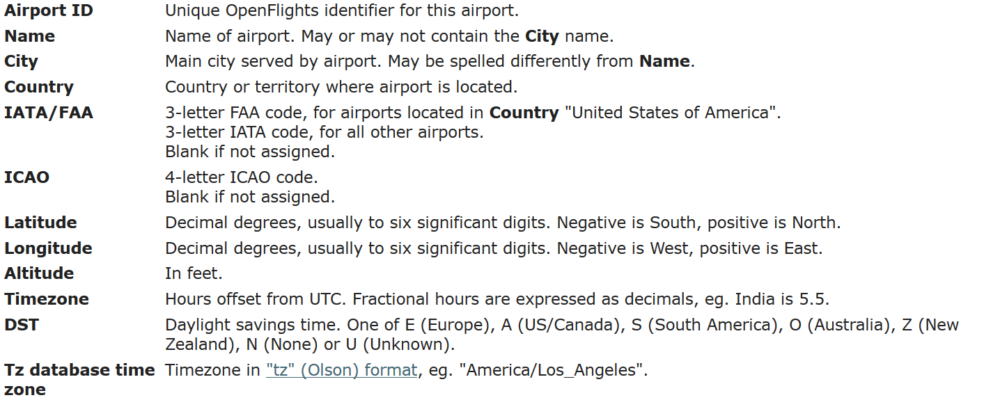 Airport ID Unique OpenFlights identifier for this airport.
Name Name of airport. May or may not contain the City name.
City Main city served by airport. May be spelled differently from Name.
Country Country or territory where airport is located.
IATA/FAA 3-letter FAA code, for airports located in Country "United States of America".
3-letter IATA code, for all other airports.
Blank if not assigned.
ICAO 4-letter ICAO code.
Blank if not assigned.
Latitude Decimal degrees, usually to six significant digits. Negative is South, positive is North.
Longitude Decimal degrees, usually to six significant digits. Negative is West, positive is East.
Altitude In feet.
Timezone Hours offset from UTC. Fractional hours are expressed as decimals, eg. India is 5.5.
DST Daylight savings time. One of E (Europe), A (US/Canada), S (South America), O (Australia), Z (New
Zealand), N (None) or U (Unknown).
Tz database time Timezone in "tz" (Olson) format, eg. "America/Los_Angeles".
zone